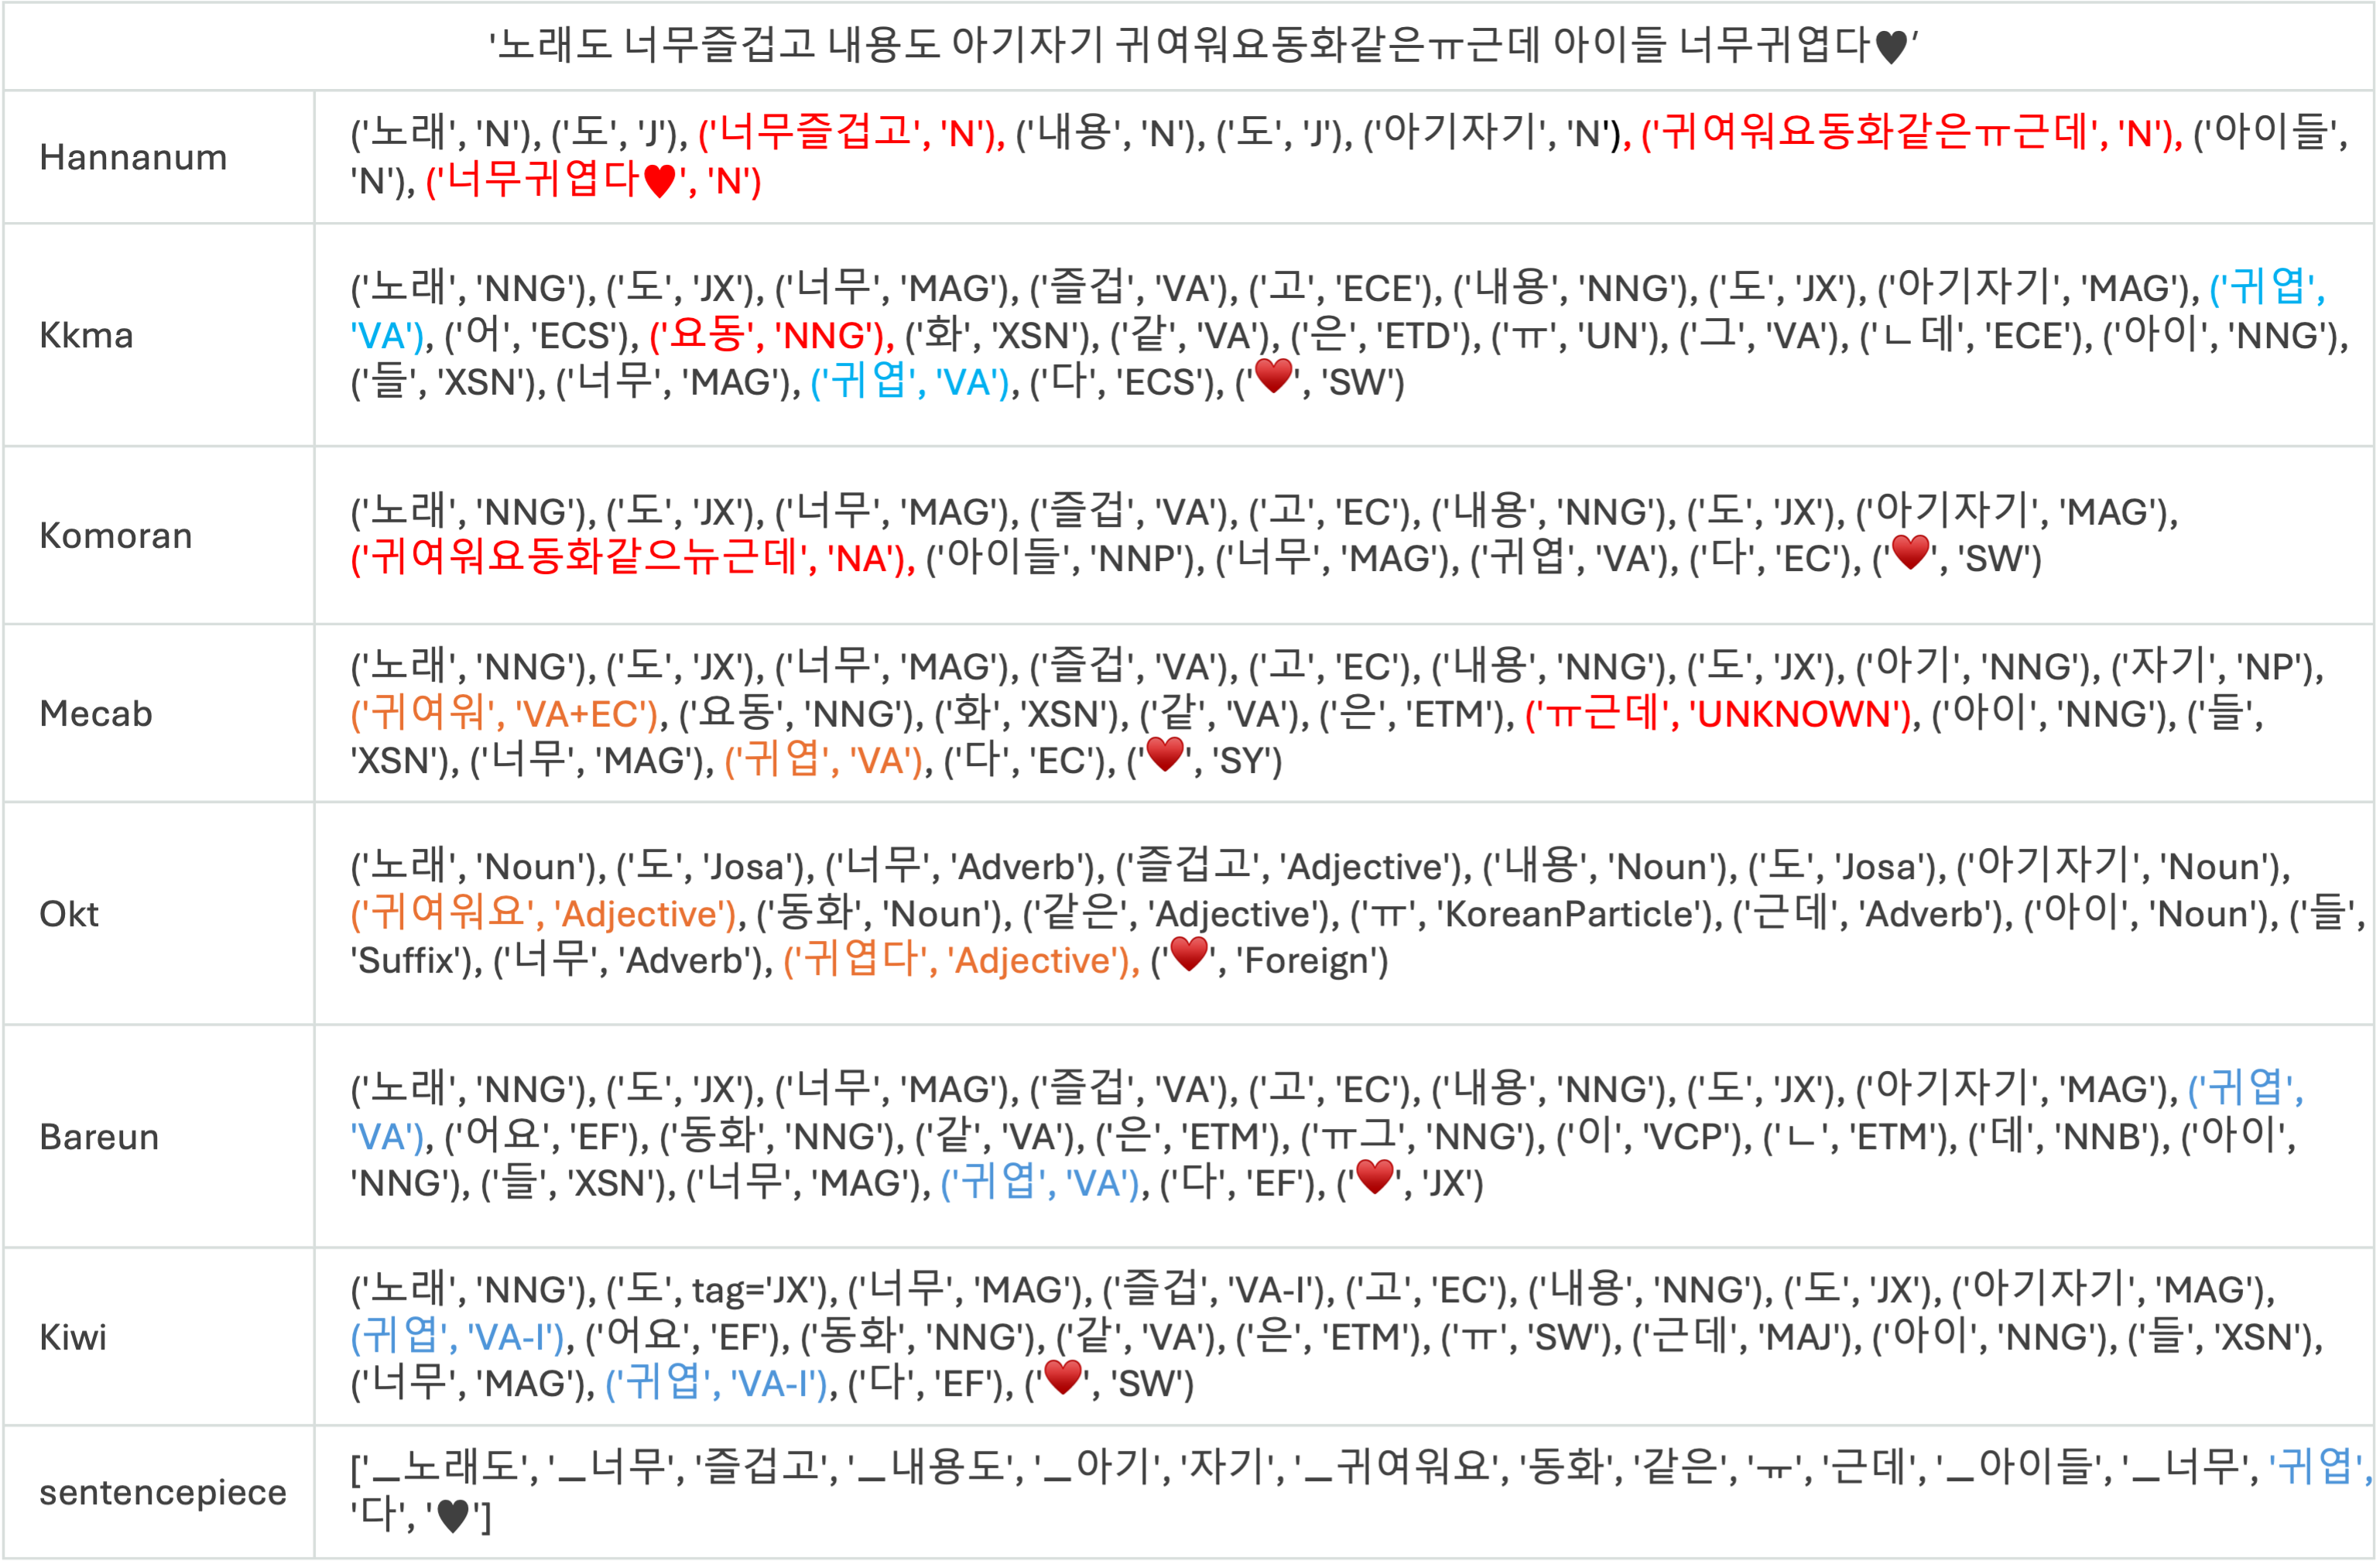 '노래도 너무즐겁고 내용도 아기자기 귀여워요동화같은ㅠ근데 아이들 너무귀엽다♥′
Hannanum
('노래', 'N'), ('도', 'J'), ('너무즐겁고', 'N'), ('내용', 'N'), ('도', 'J'), ('아기자기', 'N'), ('귀여워요동화같은ㅠ근데', 'N'), ('아이들',
'N'), ('너무귀엽다♥', 'N')
Kkma
('노래', 'NNG'), ('도', 'JX'), ('너무', 'MAG'), ('즐겁', 'VA'), ('고', 'ECE'), ('내용', 'NNG'), ('도', 'JX'), ('아기자기', 'MAG'), ('귀엽',
'VA'), ('어', 'ECS'), ('요동', 'NNG'), ('화', 'XSN'), ('같', 'VA'), ('은', 'ETD'), ('ㅠ', 'UN'), ('그', 'VA'), ('ㄴ데', 'ECE'), ('아이', 'NNG'),
('들', 'XSN'), ('너무', 'MAG'), ('귀엽', 'VA'), ('다', 'ECS'), ('♥', 'SW')
Komoran
('노래', 'NNG'), ('도', 'JX'), ('너무', 'MAG'), ('즐겁', 'VA'), ('고', 'EC'), ('내용', 'NNG'), ('도', 'JX'), ('아기자기', 'MAG'),
('귀여워요동화같으뉴근데', 'NA'), ('아이들', 'NNP'), ('너무', 'MAG'), ('귀엽', 'VA'), ('다', 'EC'), ('♥', 'SW')
Mecab
('노래', 'NNG'), ('도', 'JX'), ('너무', 'MAG'), ('즐겁', 'VA'), ('고', 'EC'), ('내용', 'NNG'), ('도', 'JX'), ('아기', 'NNG'), ('자기', 'NP'),
('귀여워', 'VA+EC'), ('요동', 'NNG'), ('화', 'XSN'), ('같', 'VA'), ('은', 'ETM'), ('ㅠ근데', 'UNKNOWN'), ('아이', 'NNG'), ('들',
'XSN'), ('너무', 'MAG'), ('귀엽', 'VA'), ('다', 'EC'), ('♥', 'SY')
Okt
('노래', 'Noun'), ('도', 'Josa'), ('너무', 'Adverb'), ('즐겁고', 'Adjective'), ('내용', 'Noun'), ('도', 'Josa'), ('아기자기', 'Noun'),
('귀여워요', 'Adjective'), ('동화', 'Noun'), ('같은', 'Adjective'), ('ㅠ', 'KoreanParticle'), ('근데', 'Adverb'), ('아이', 'Noun'), ('들',
'Suffix'), ('너무', 'Adverb'), ('귀엽다', 'Adjective'), ('♥', 'Foreign')
Bareun
('노래', 'NNG'), ('도', 'JX'), ('너무', 'MAG'), ('즐겁', 'VA'), ('고', 'EC'), ('내용', 'NNG'), ('도', 'JX'), ('아기자기', 'MAG'), ('귀엽',
'VA'), ('어요', 'EF'), ('동화', 'NNG'), ('같', 'VA'), ('은', 'ETM'), ('ㅠ그', 'NNG'), ('이', 'VCP'), ('ㄴ', 'ETM'), ('데', 'NNB'), ('아이',
'NNG'), ('들', 'XSN'), ('너무', 'MAG'), ('귀엽', 'VA'), ('다', 'EF'), ('♥', 'JX')
Kiwi
('노래', 'NNG'), ('도', tag='JX'), ('너무', 'MAG'), ('즐겁', 'VA-I'), ('고', 'EC'), ('내용', 'NNG'), ('도', 'JX'), ('아기자기', 'MAG'),
(귀엽', 'VA-I'), ('어요', 'EF'), ('동화', 'NNG'), ('같', 'VA'), ('은', 'ETM'), ('ㅠ', 'SW'), ('근데', 'MAJ'), ('아이', 'NNG'), ('들', 'XSN'),
('너무', 'MAG'), ('귀엽', 'VA-I'), ('다', 'EF'), ('♥', 'SW')
sentencepiece
['▁노래도', '▁너무', '즐겁고', '▁내용도', '▁아기', '자기', '▁귀여워요', '동화', '같은', 'ㅠ', '근데', '▁아이들', '▁너무', '귀엽',
'다', '♥']